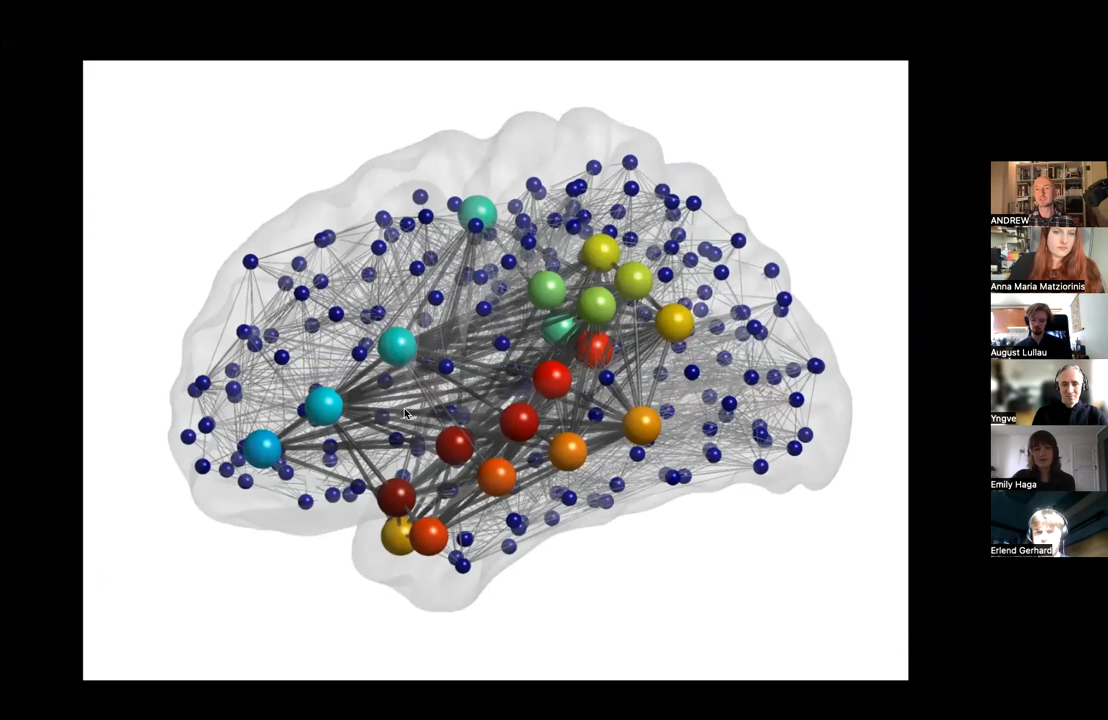 ANDREW
Anna Maria Matziorinis
August Lullau
Yngve
Emily Haga
Erlend Gerhard